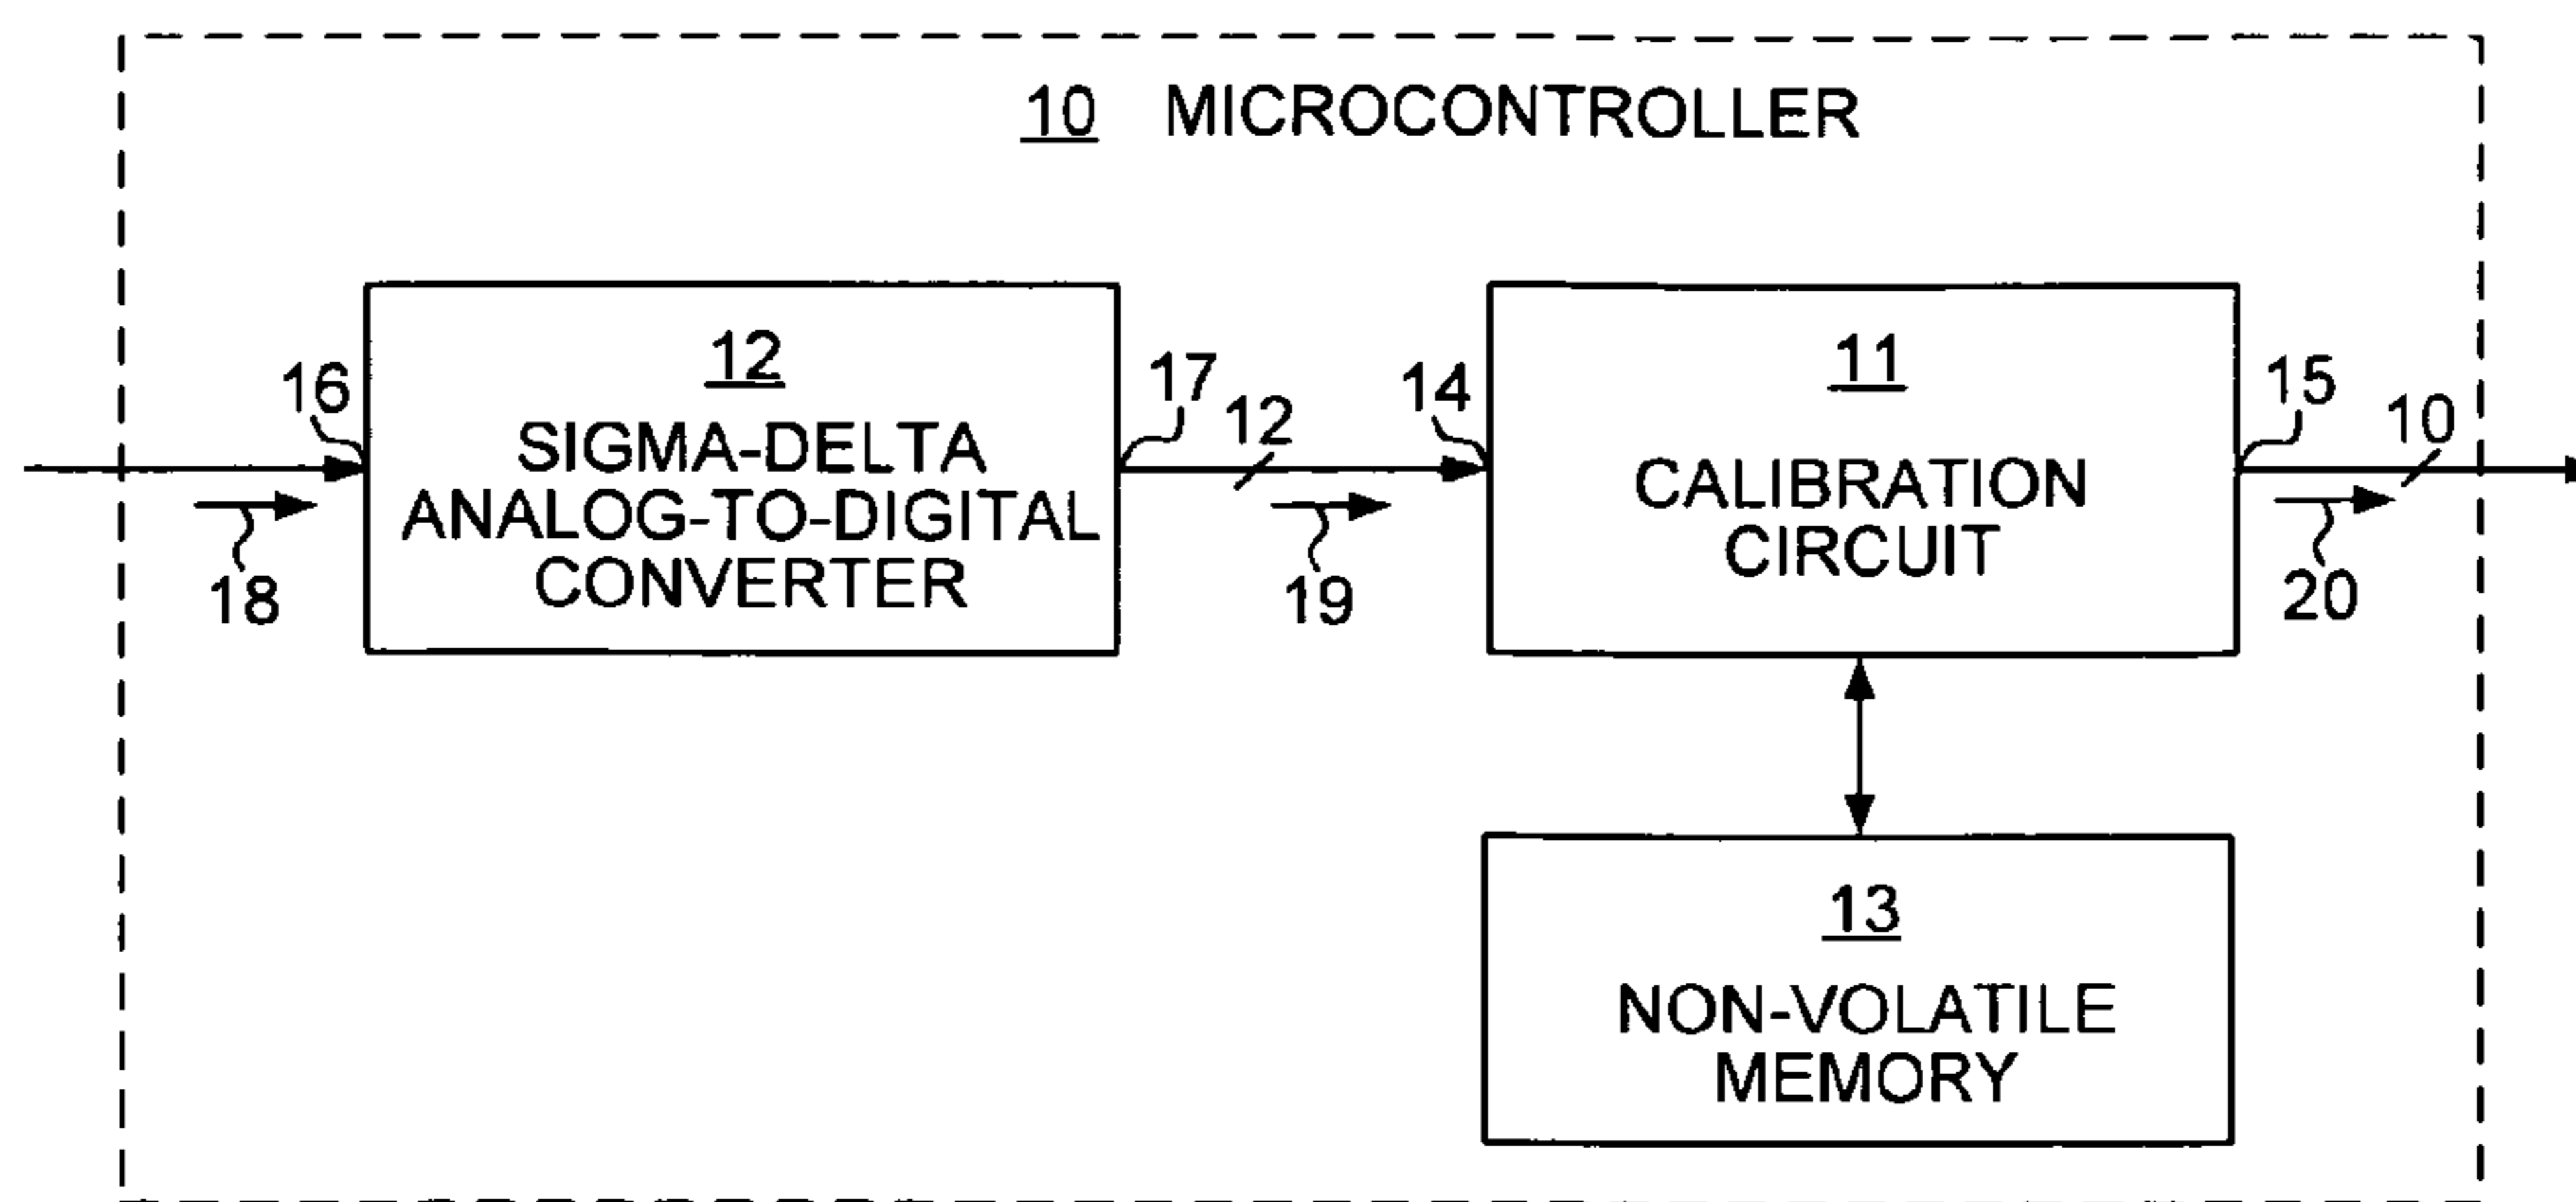 10 MICROCONTROLLER
12
SIGMA-DELTA
ANALOG-TO-DIGITAL
CONVERTER
16
18
17
12
19
14
11
CALIBRATION
CIRCUIT
15
10
20
13
NON-VOLATILE
MEMORY